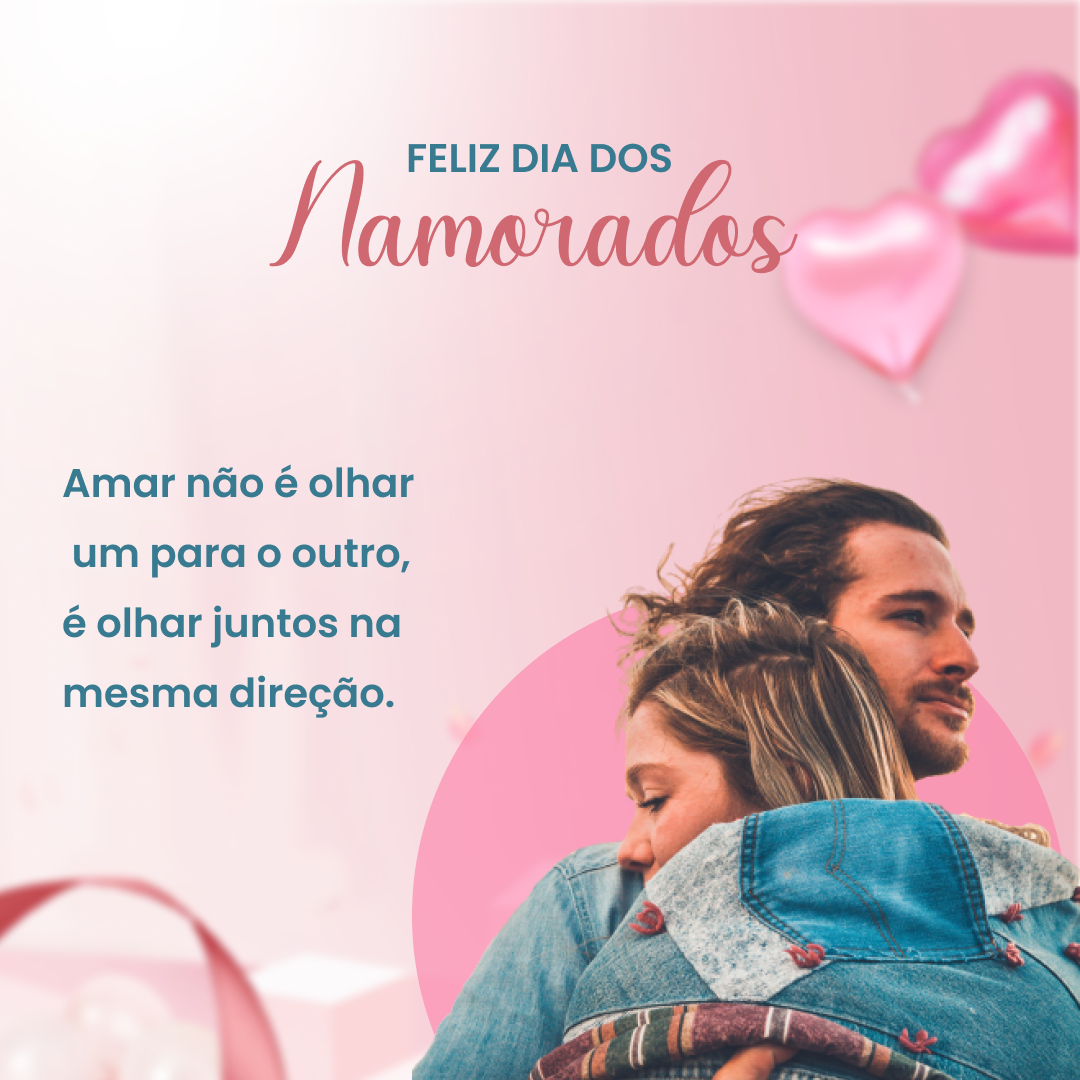 FELIZ DIA DOS
Namorados
Amar não é olhar
um para o outro,
é olhar juntos na
mesma direção.